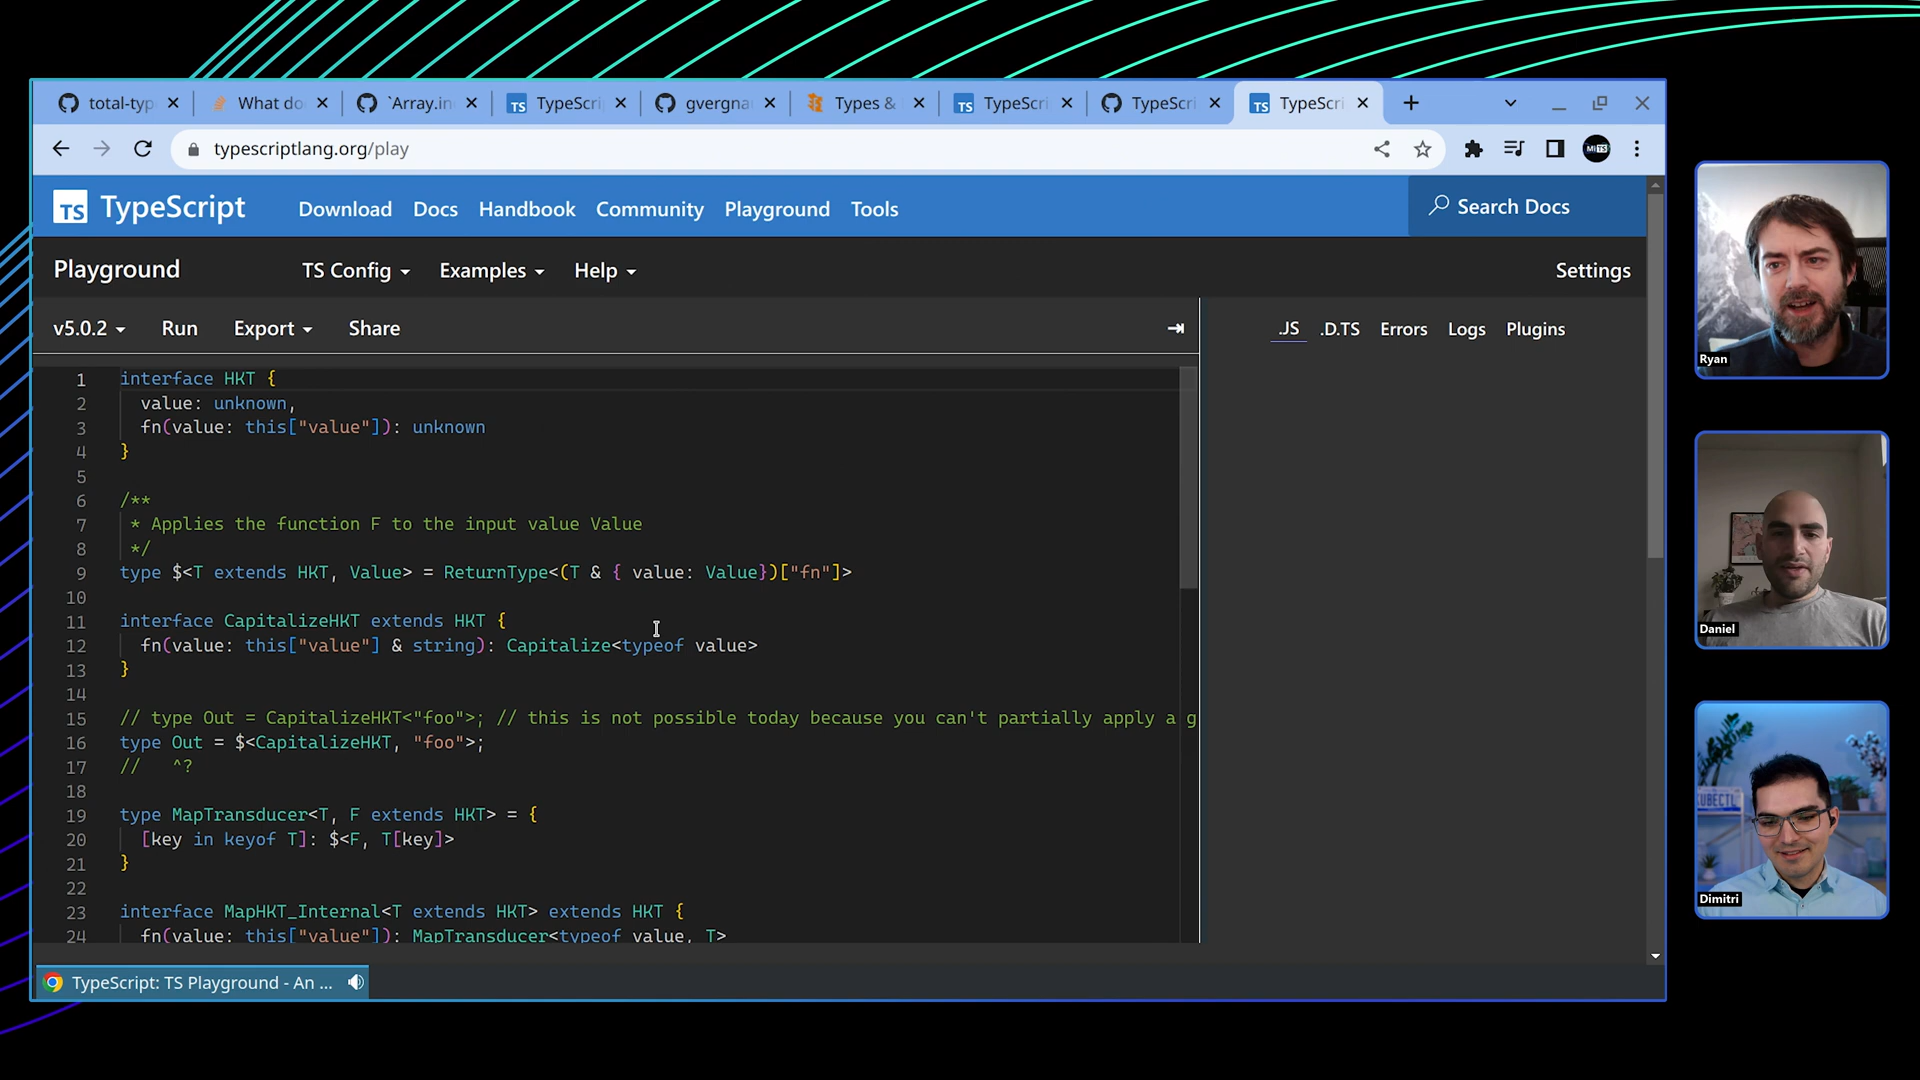 total-typ
What do
`Array.in
TypeScri
gvergna
Types &
TypeScri
TypeScri
TypeScri
typescriptlang.org/play
TS TypeScript Download Docs Handbook Community Playground Tools Search Docs
Playground TS Config Examples Help Settings
v5.0.2 Run Export Share
.JS .D.TS Errors Logs Plugins
1 interface HKT {
2 value: unknown,
3 fn(value: this["value"]): unknown
4 }
5
6 /**
7 * Applies the function F to the input value Value
8 */
9 type $<T extends HKT, Value> = ReturnType<(T & { value: Value})["fn"]>
10
11 interface CapitalizeHKT extends HKT {
12 fn(value: this["value"] & string): Capitalize<typeof value>
13 }
14
15 // type Out = CapitalizeHKT<"foo">; // this is not possible today because you can't partially apply a g
16 type Out = $<CapitalizeHKT, "foo">;
17 // ^?
18
19 type MapTransducer<T, F extends HKT> = {
20 [key in keyof T]: $<F, T[key]>
21 }
22
23 interface MapHKT_Internal<T extends HKT> extends HKT {
24 fn(value: this["value"]): MapTransducer<typeof value, T>
TypeScript: TS Playground - An ...
Ryan
Daniel
KUBECTL
Dimitri